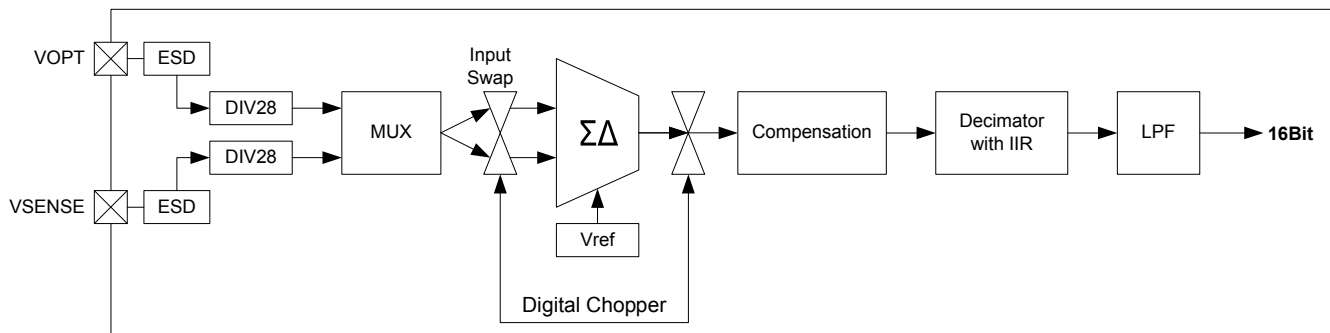 VOPT
ESD
DIV28
VSENSE
ESD
DIV28
MUX
Input
Swap
ΣΔ
Vref
Digital Chopper
Compensation
Decimator
with IIR
LPF
16Bit